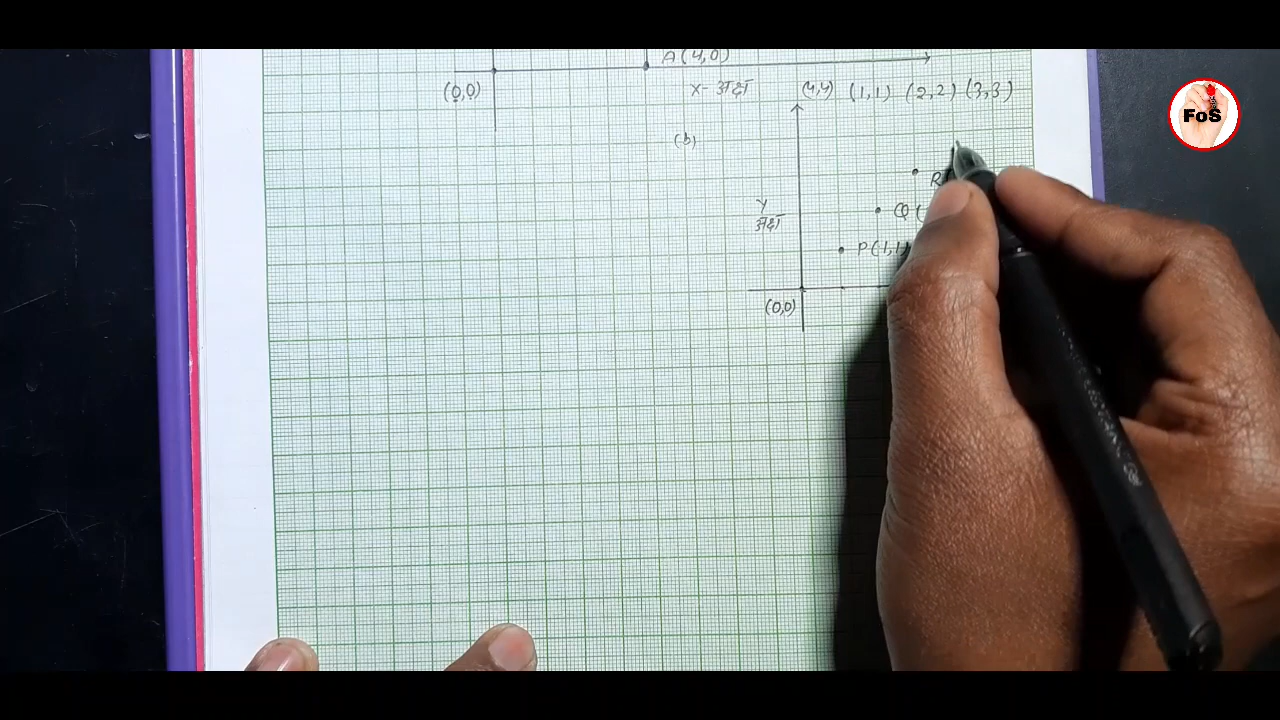 A(4,0)
(0,0)
X-अक्ष
(4,4) (1,1) (2,2) (3,3)
(b)
R
Y
अक्ष
Q(
P(1,1)
(0,0)
FoS